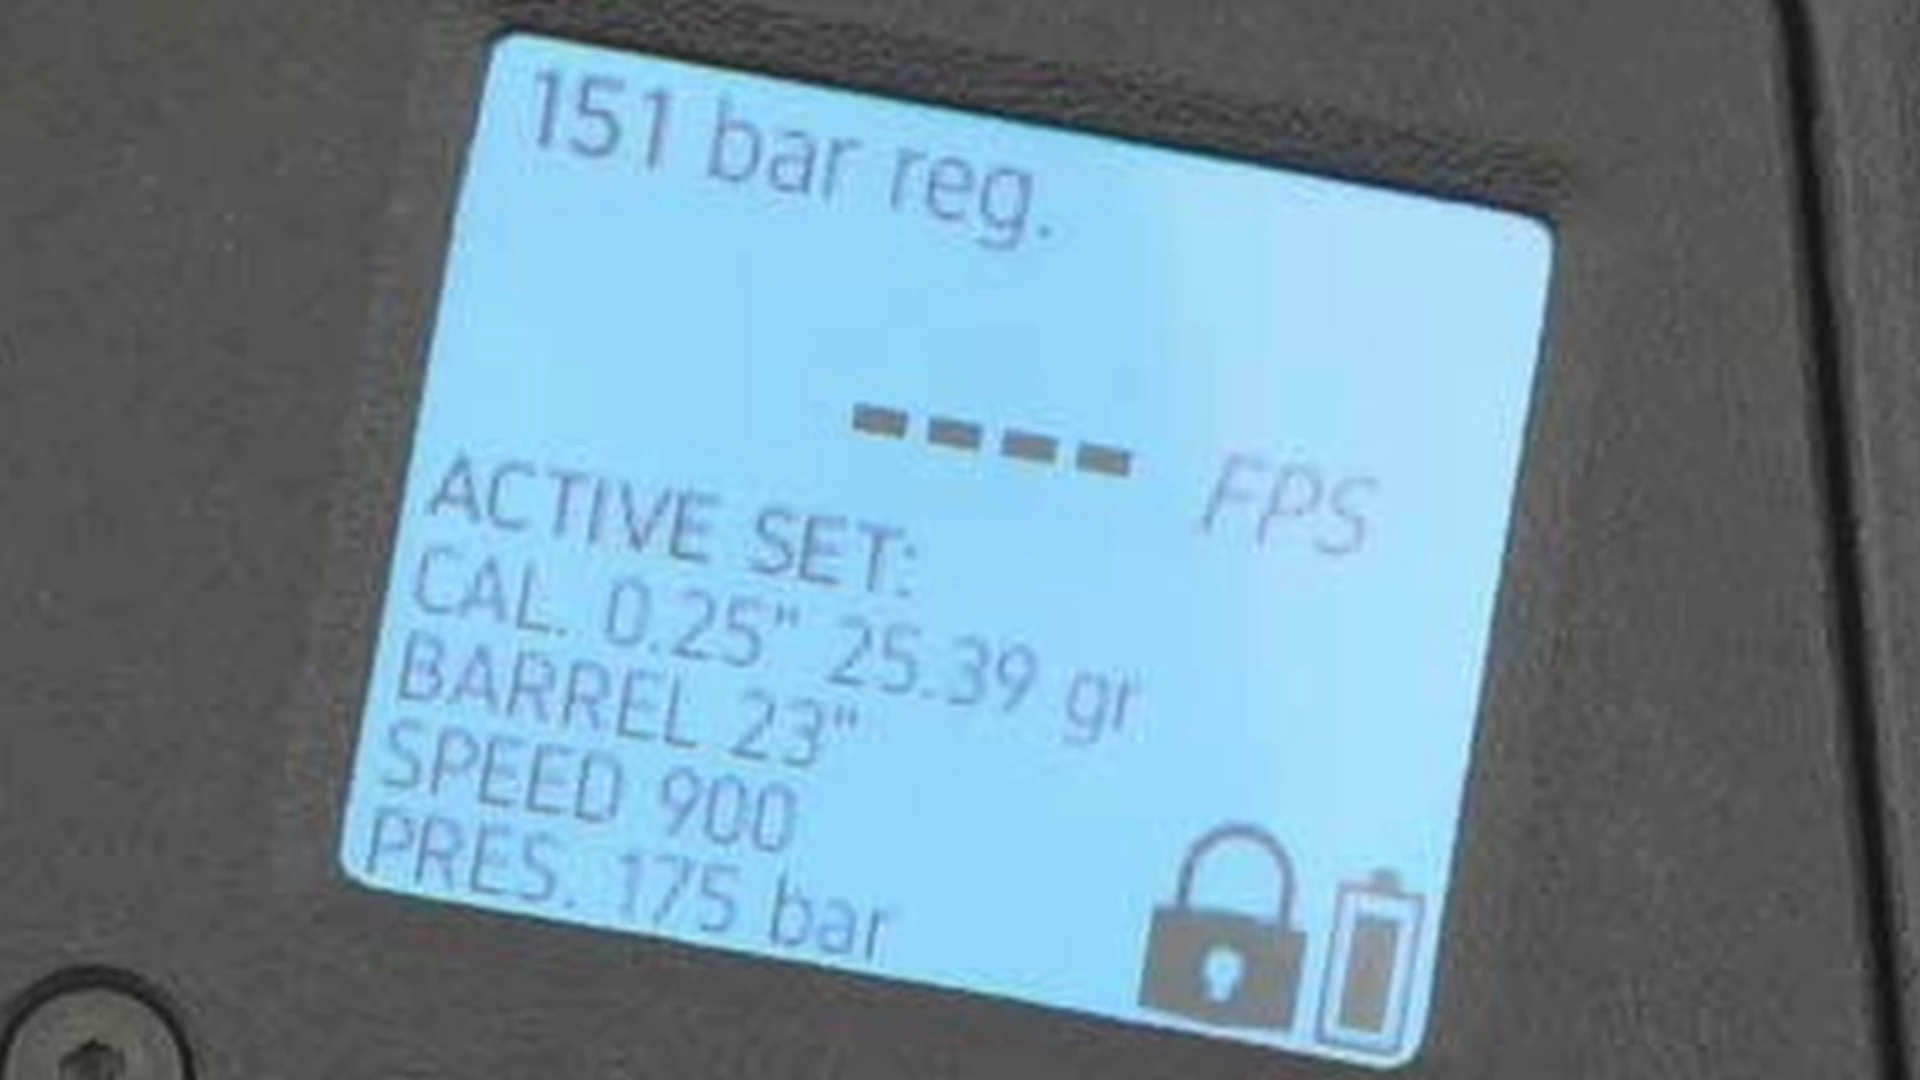 151 bar reg.
---- FPS
ACTIVE SET:
CAL. 0.25" 25.39 gr
BARREL 23"
SPEED 900
PRES. 175 bar